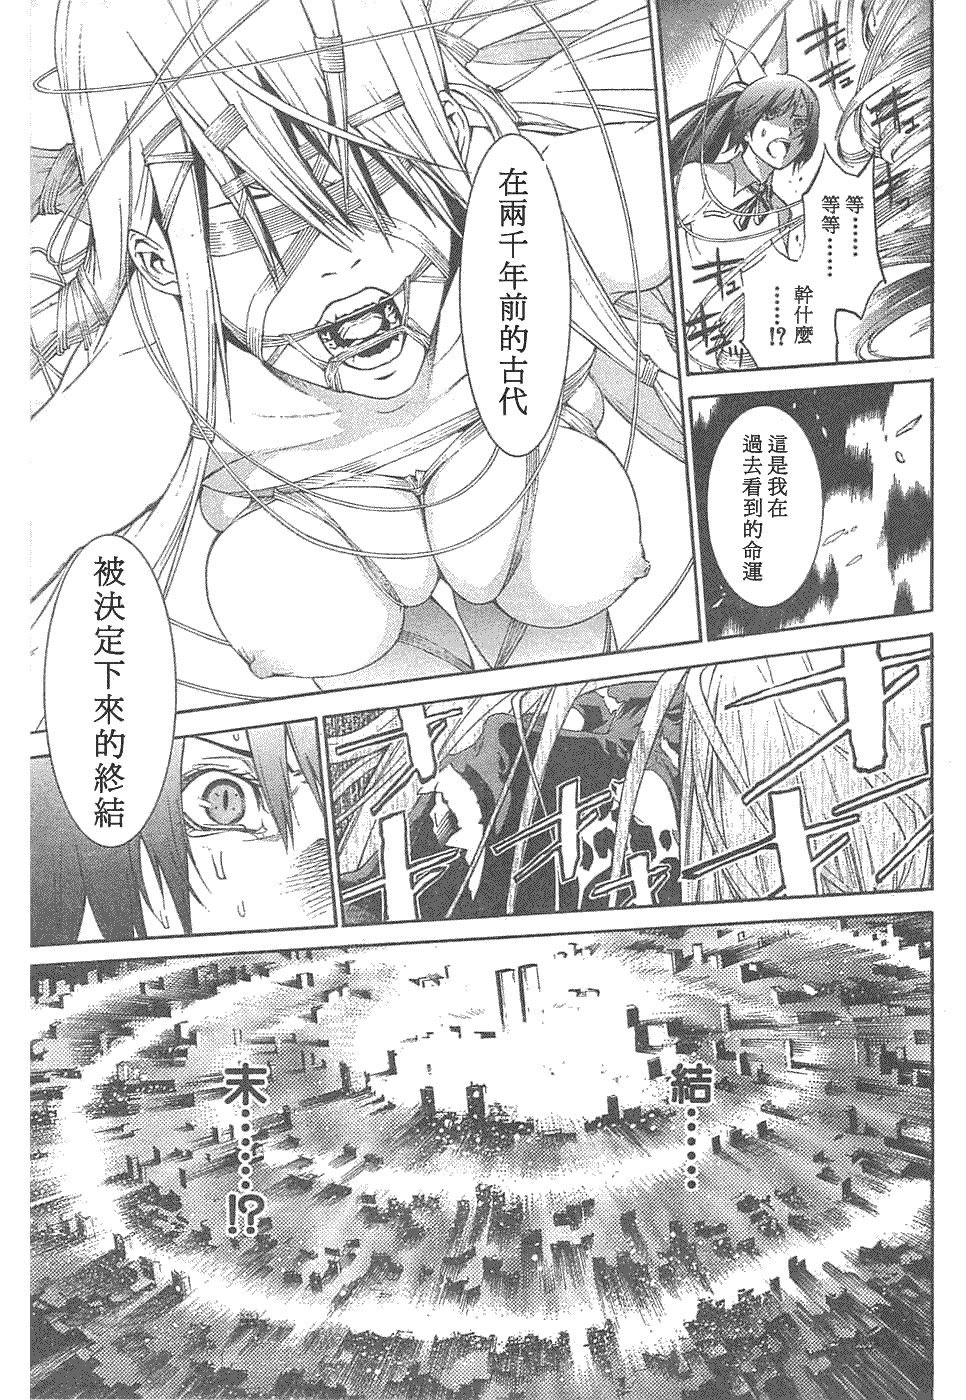 等………
等等………
幹什麼
……!?
這是我在
過去看到的命運
在兩千年前的古代
被決定下來的終結
結………
末………!?